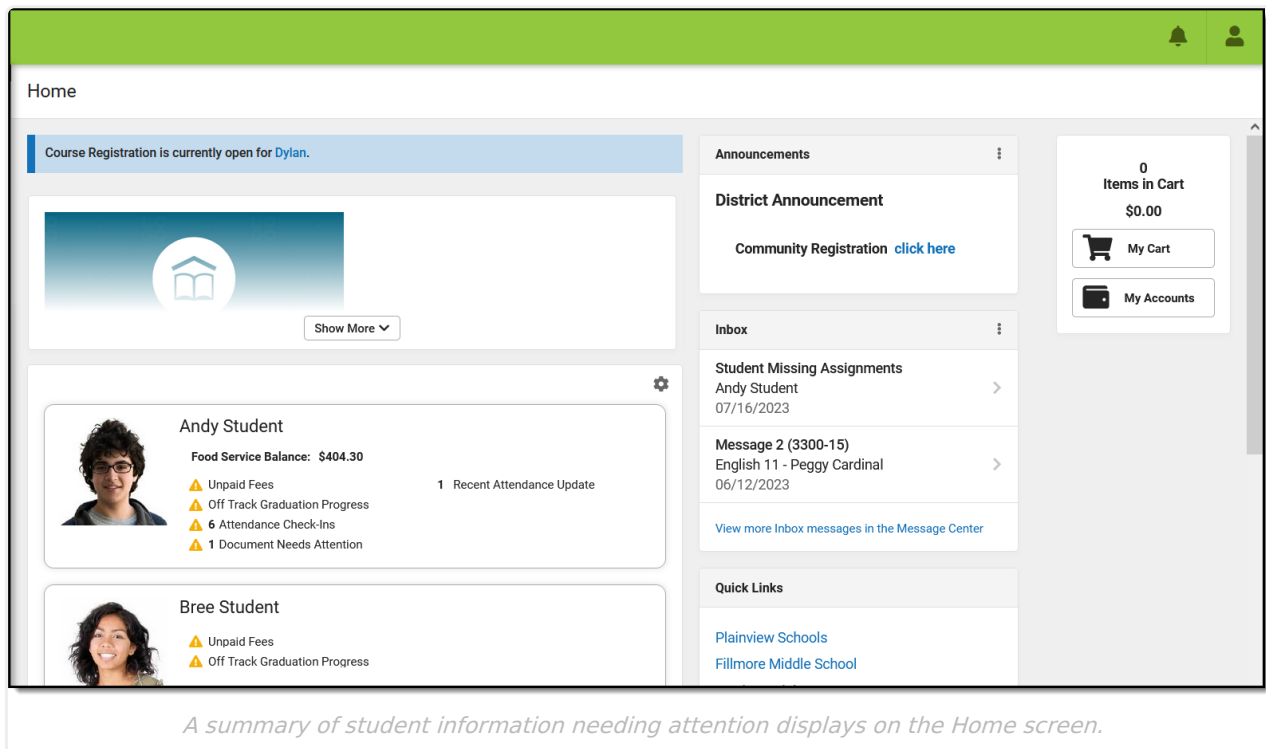 Home
Course Registration is currently open for Dylan.
Show More
Andy Student
Food Service Balance: $404.30
Unpaid Fees
Off Track Graduation Progress
6 Attendance Check-Ins
1 Document Needs Attention
1 Recent Attendance Update
Bree Student
Unpaid Fees
Off Track Graduation Progress
Announcements
District Announcement
Community Registration click here
Inbox
Student Missing Assignments
Andy Student
07/16/2023
Message 2 (3300-15)
English 11 - Peggy Cardinal
06/12/2023
View more Inbox messages in the Message Center
Quick Links
Plainview Schools
Fillmore Middle School
0
Items in Cart
$0.00
My Cart
My Accounts
A summary of student information needing attention displays on the Home screen.